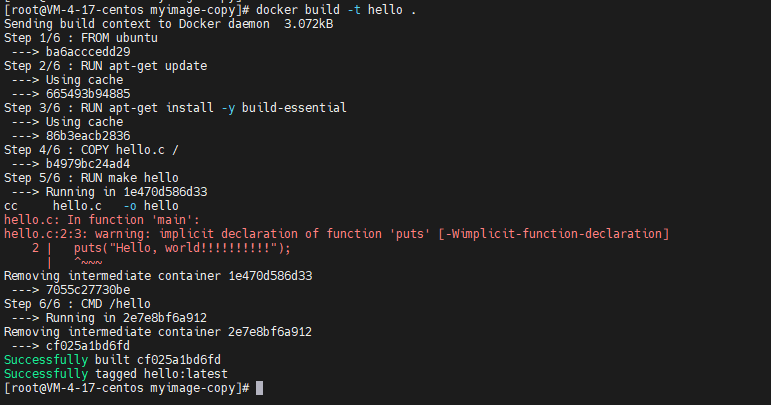 [root@VM-4-17-centos myimage-copy]# docker build -t hello .
Sending build context to Docker daemon  3.072kB
Step 1/6 : FROM ubuntu
 ---> ba6acccedd29
Step 2/6 : RUN apt-get update
 ---> Using cache
 ---> 665493b94885
Step 3/6 : RUN apt-get install -y build-essential
 ---> Using cache
 ---> 86b3eacb2836
Step 4/6 : COPY hello.c /
 ---> b4979bc24ad4
Step 5/6 : RUN make hello
 ---> Running in 1e470d586d33
cc     hello.c   -o hello
hello.c: In function 'main':
hello.c:2:3: warning: implicit declaration of function 'puts' [-Wimplicit-function-declaration]
    2 |   puts("Hello, world!!!!!!!!!!");
      |   ^~~~
Removing intermediate container 1e470d586d33
 ---> 7055c27730be
Step 6/6 : CMD /hello
 ---> Running in 2e7e8bf6a912
Removing intermediate container 2e7e8bf6a912
 ---> cf025a1bd6fd
Successfully built cf025a1bd6fd
Successfully tagged hello:latest
[root@VM-4-17-centos myimage-copy]#